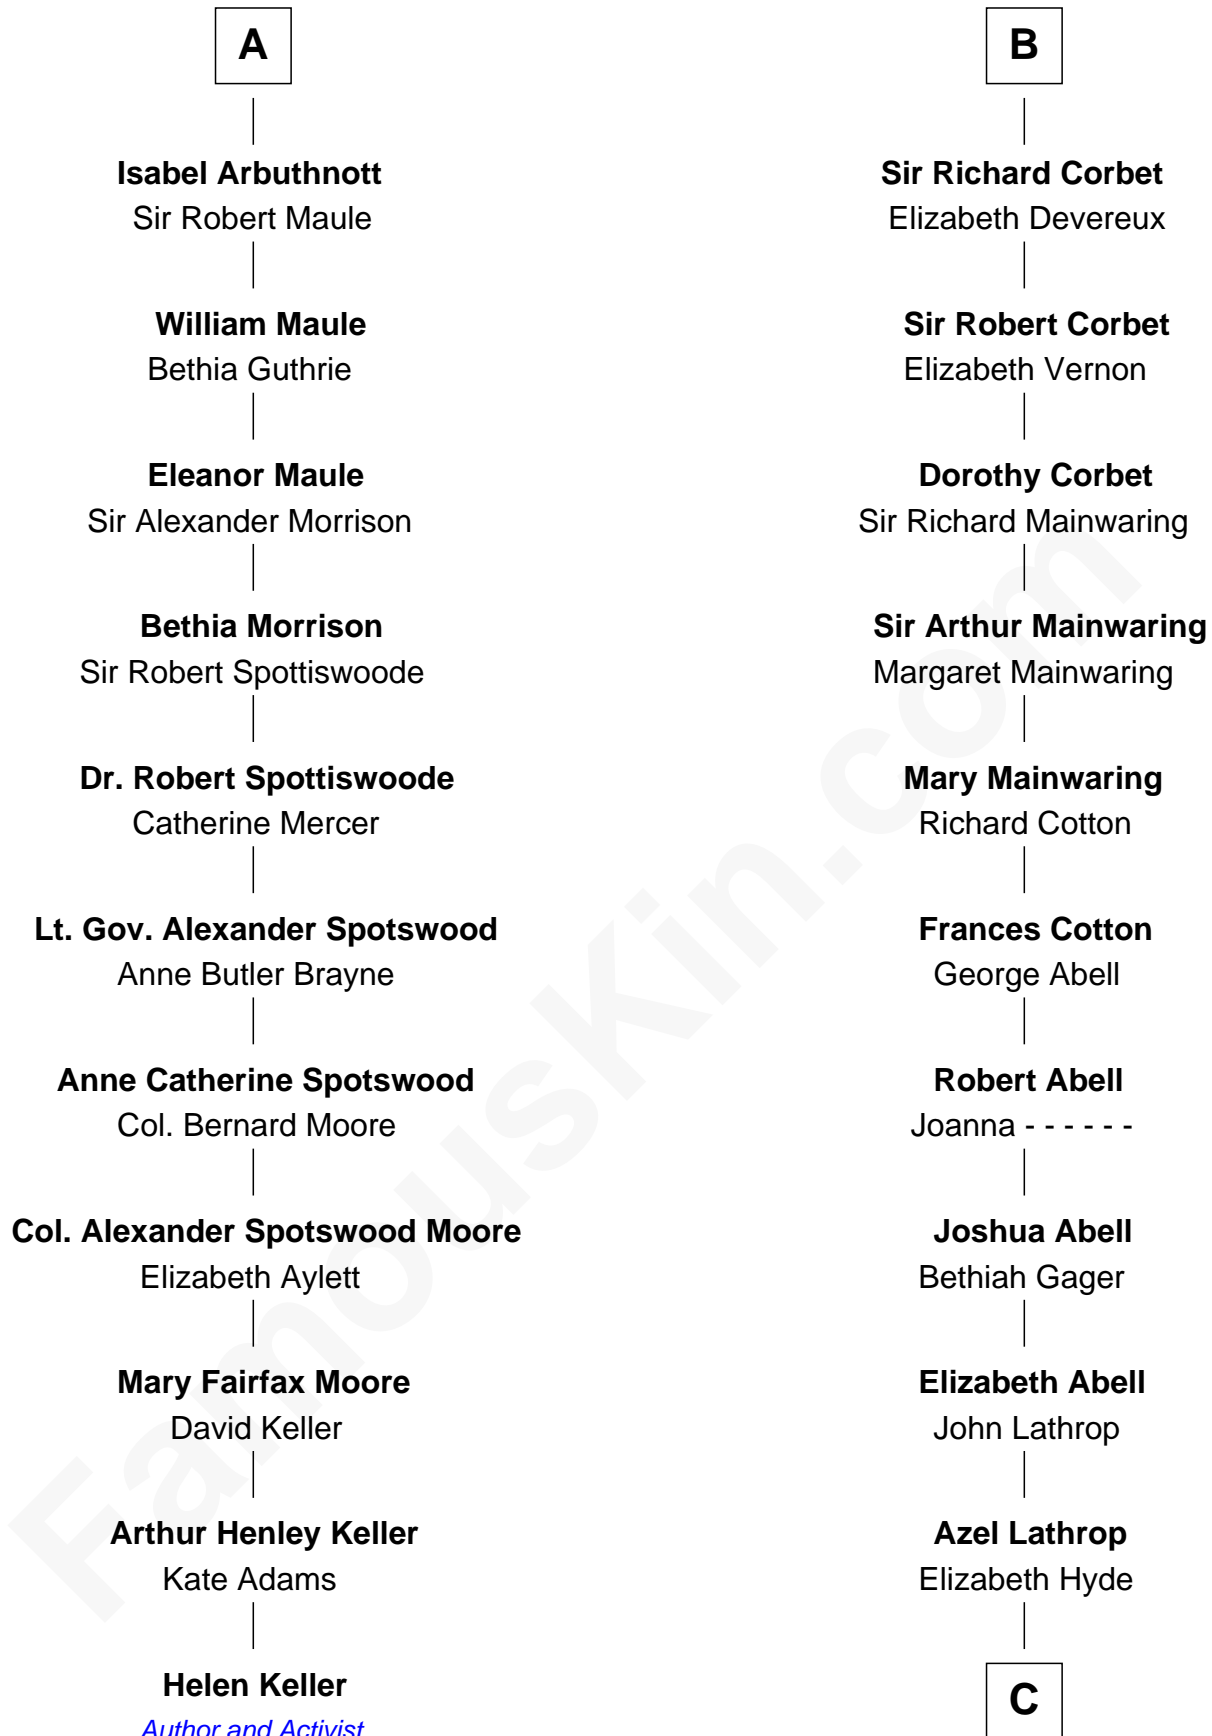 A
Isabel Arbuthnott
Sir Robert Maule
William Maule
Bethia Guthrie
Eleanor Maule
Sir Alexander Morrison
Bethia Morrison
Sir Robert Spottiswoode
Dr. Robert Spottiswoode
Catherine Mercer
Lt. Gov. Alexander Spotswood
Anne Butler Brayne
Anne Catherine Spotswood
Col. Bernard Moore
Col. Alexander Spotswood Moore
Elizabeth Aylett
Mary Fairfax Moore
David Keller
Arthur Henley Keller
Kate Adams
Helen Keller
Author and Activist
B
Sir Richard Corbet
Elizabeth Devereux
Sir Robert Corbet
Elizabeth Vernon
Dorothy Corbet
Sir Richard Mainwaring
Sir Arthur Mainwaring
Margaret Mainwaring
Mary Mainwaring
Richard Cotton
Frances Cotton
George Abell
Robert Abell
Joanna - - - - - -
Joshua Abell
Bethiah Gager
Elizabeth Abell
John Lathrop
Azel Lathrop
Elizabeth Hyde
C
FamousKin.com